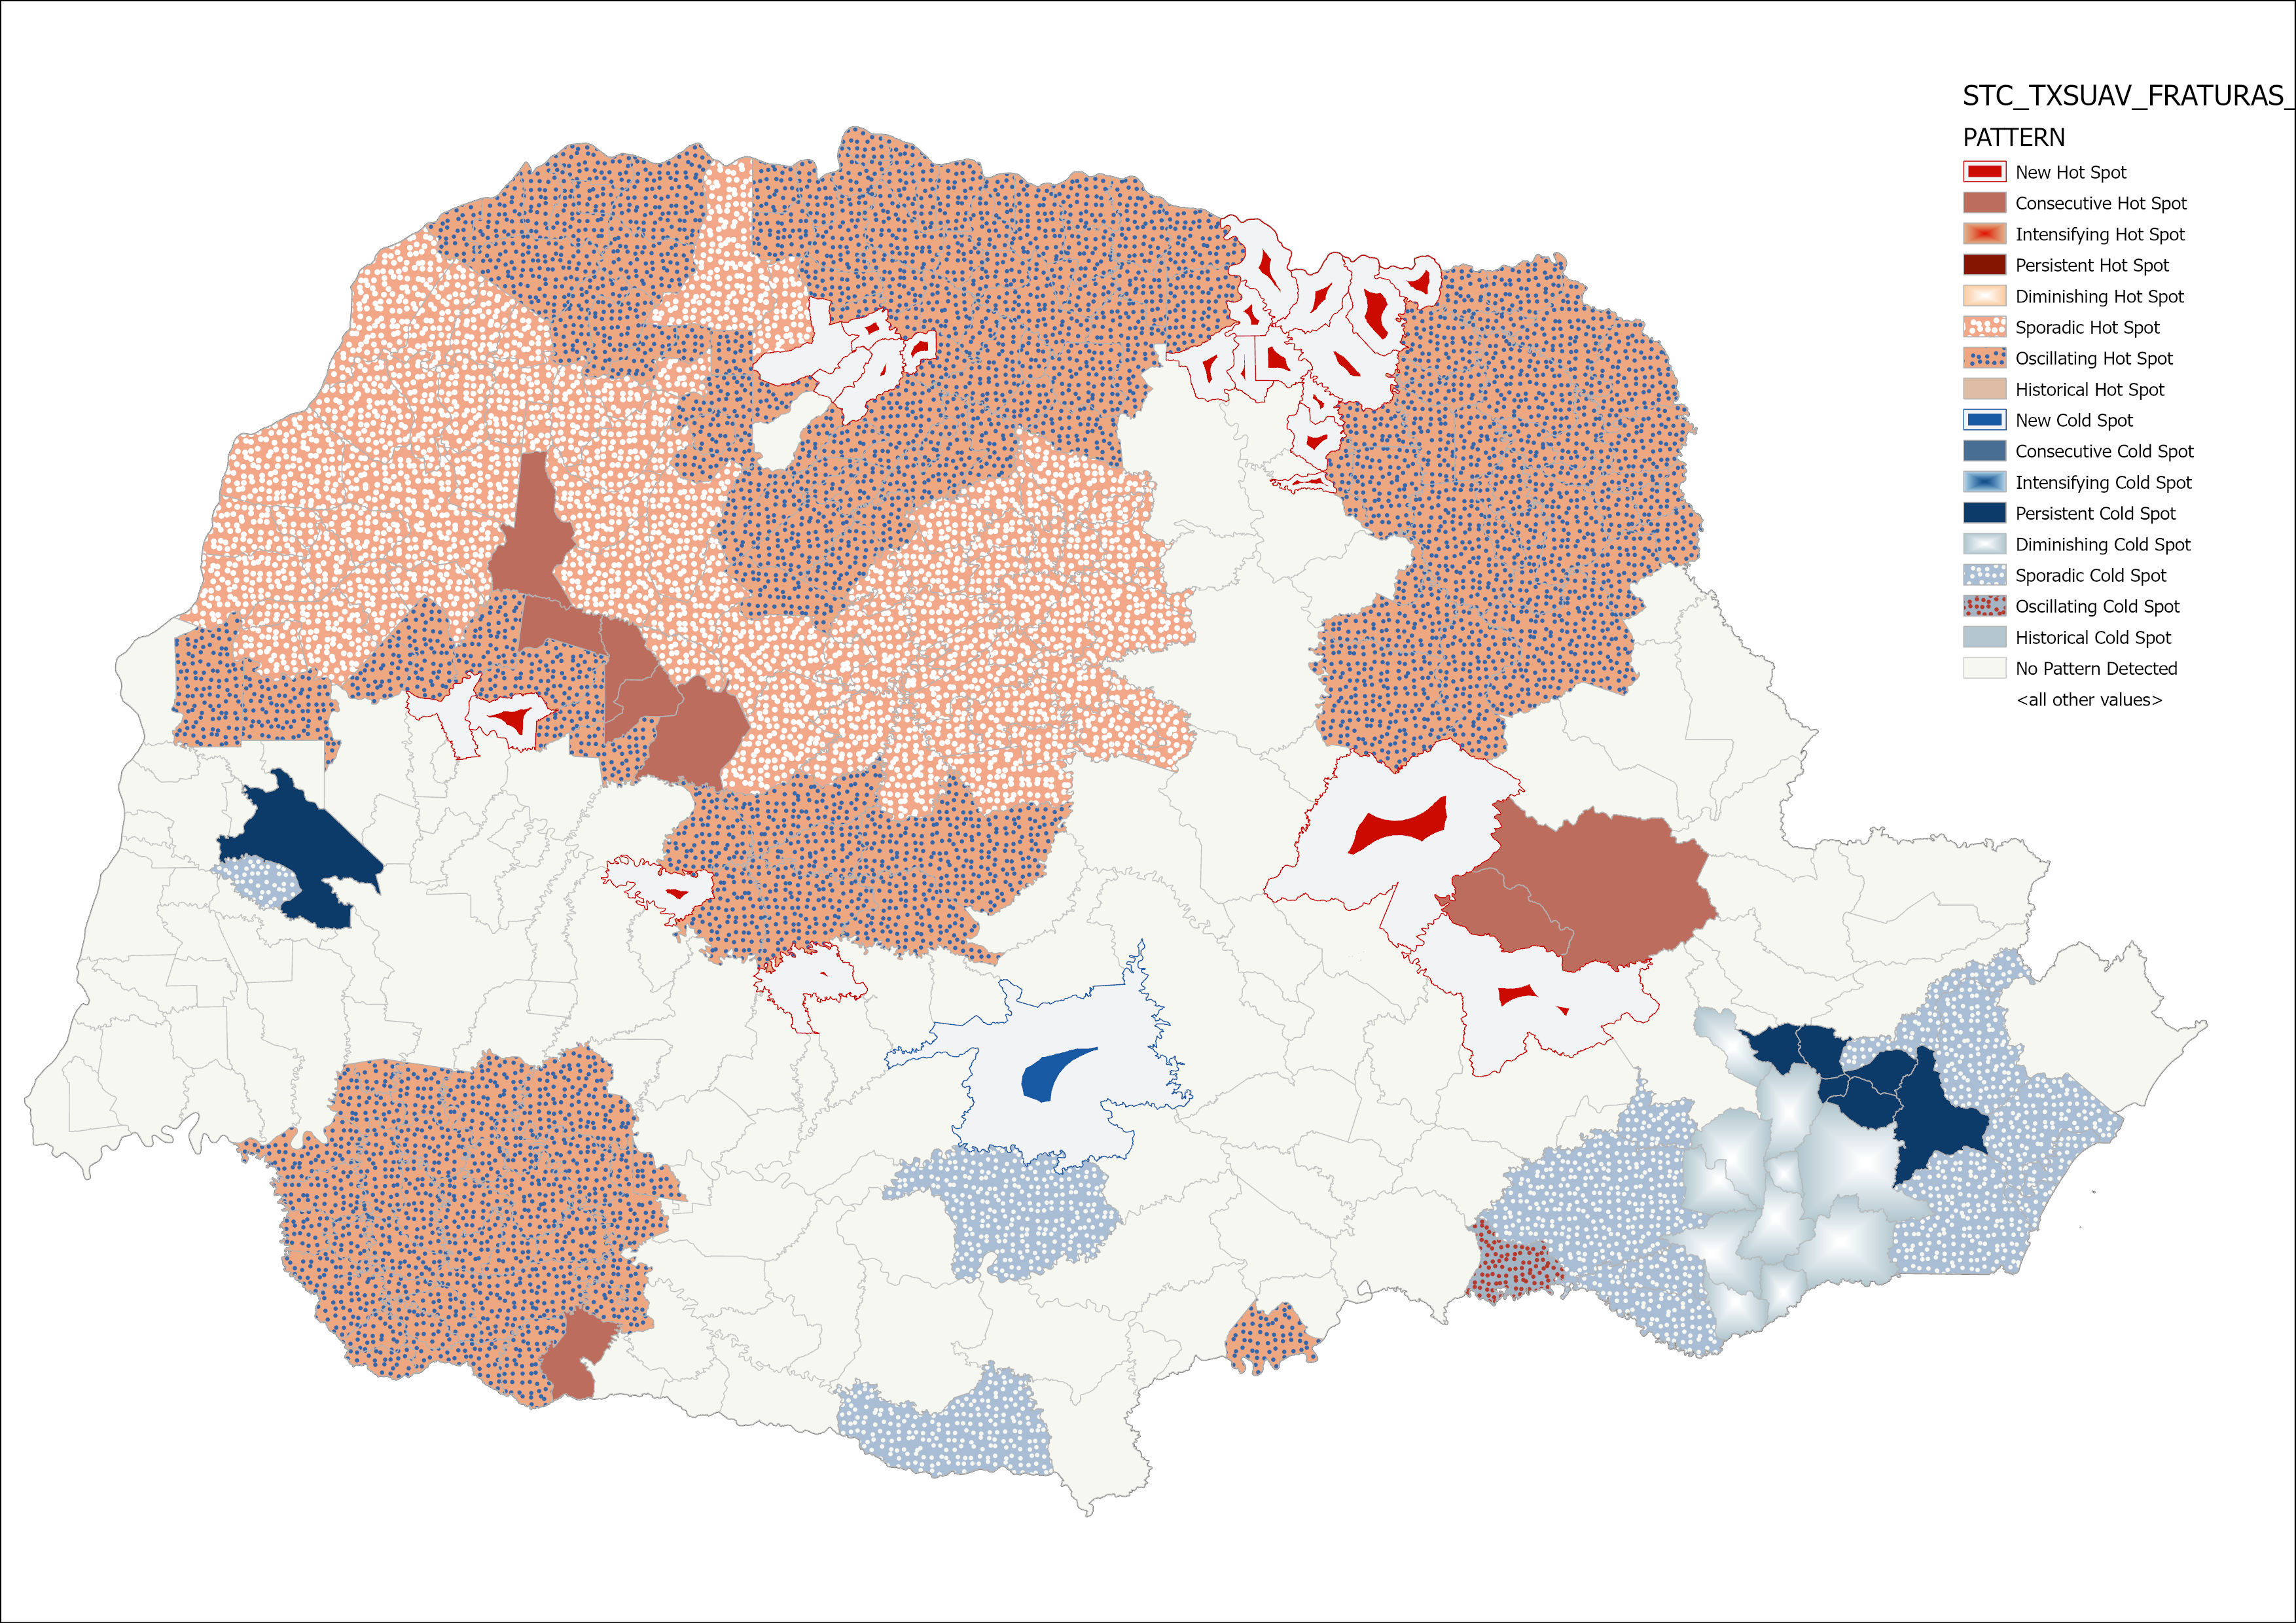 STC_TXSUAV_FRATURAS_
PATTERN
New Hot Spot
Consecutive Hot Spot
Intensifying Hot Spot
Persistent Hot Spot
Diminishing Hot Spot
Sporadic Hot Spot
Oscillating Hot Spot
Historical Hot Spot
New Cold Spot
Consecutive Cold Spot
Intensifying Cold Spot
Persistent Cold Spot
Diminishing Cold Spot
Sporadic Cold Spot
Oscillating Cold Spot
Historical Cold Spot
No Pattern Detected
<all other values>